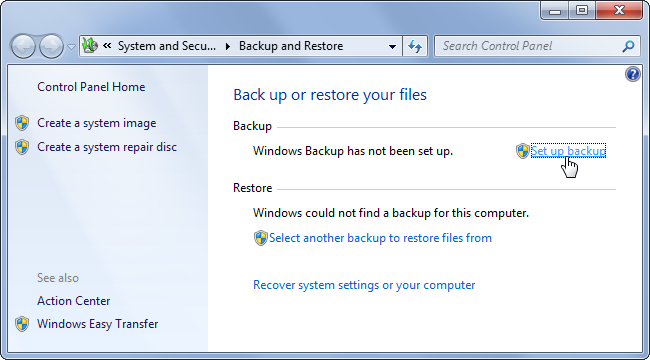 System and Secu... Backup and Restore
Search Control Panel
Control Panel Home
Create a system image
Create a system repair disc
See also
Action Center
Windows Easy Transfer
Back up or restore your files
Backup
Windows Backup has not been set up.
Set up backup
Restore
Windows could not find a backup for this computer.
Select another backup to restore files from
Recover system settings or your computer